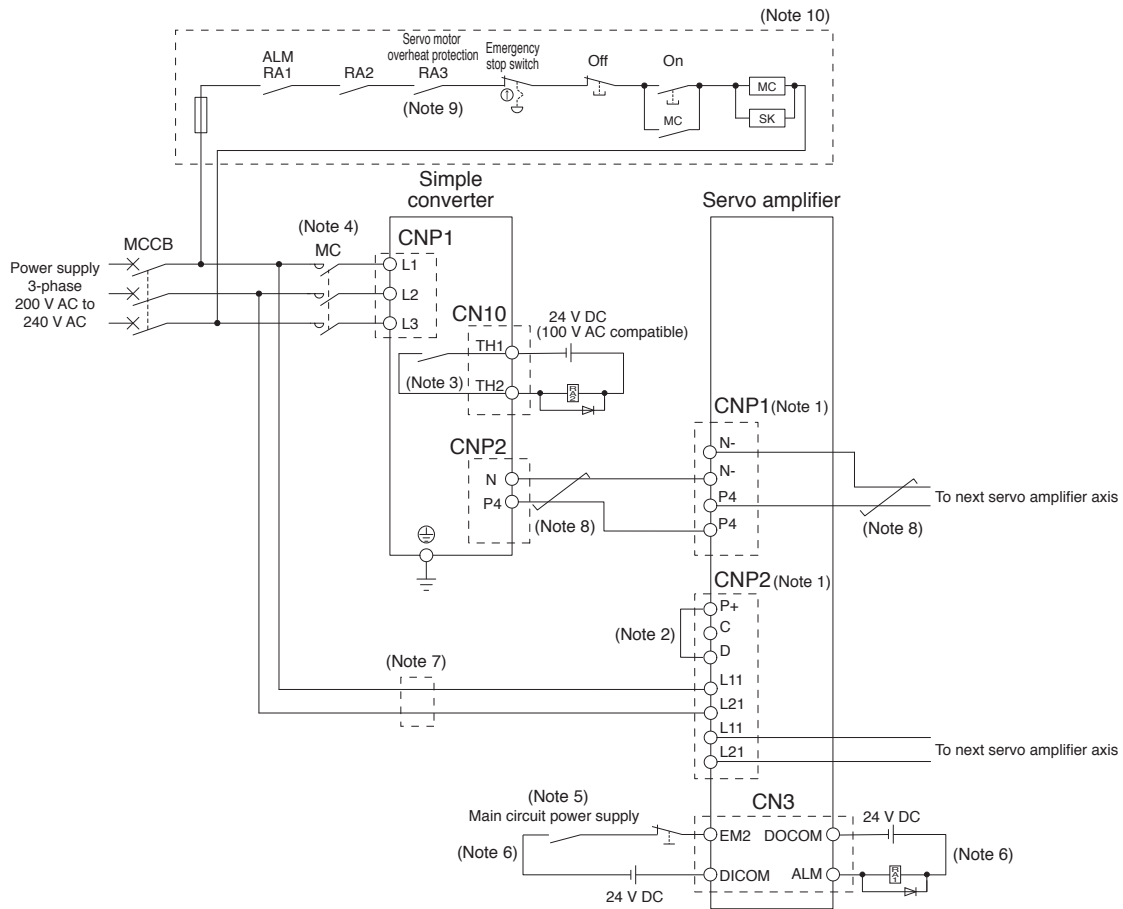 (Note 10)
Servo motor
overheat protection
Emergency
stop switch
ALM
RA1
RA2
RA3
Off
On
(Note 9)
MC
MC
SK
Simple
converter
Servo amplifier
(Note 4)
MCCB
MC
CNP1
Power supply
3-phase
200 V AC to
240 V AC
L1
L2
L3
CN10
24 V DC
(100 V AC compatible)
TH1
(Note 3)
TH2
RA2
CNP1 (Note 1)
N-
CNP2
N
N-
P4
P4
P4
(Note 8)
To next servo amplifier axis
(Note 8)
CNP2 (Note 1)
P+
(Note 2)
C
D
(Note 7)
L11
L21
L11
L21
To next servo amplifier axis
(Note 5)
Main circuit power supply
CN3
24 V DC
EM2
DOCOM
(Note 6)
(Note 6)
DICOM
ALM
RA1
24 V DC